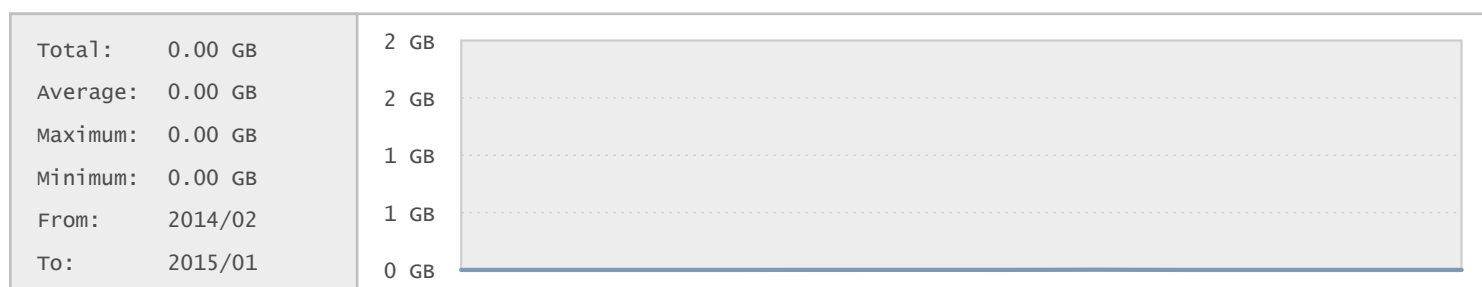 Total: 0.00 GB
Average: 0.00 GB
Maximum: 0.00 GB
Minimum: 0.00 GB
From: 2014/02
To: 2015/01
2 GB
2 GB
1 GB
1 GB
0 GB